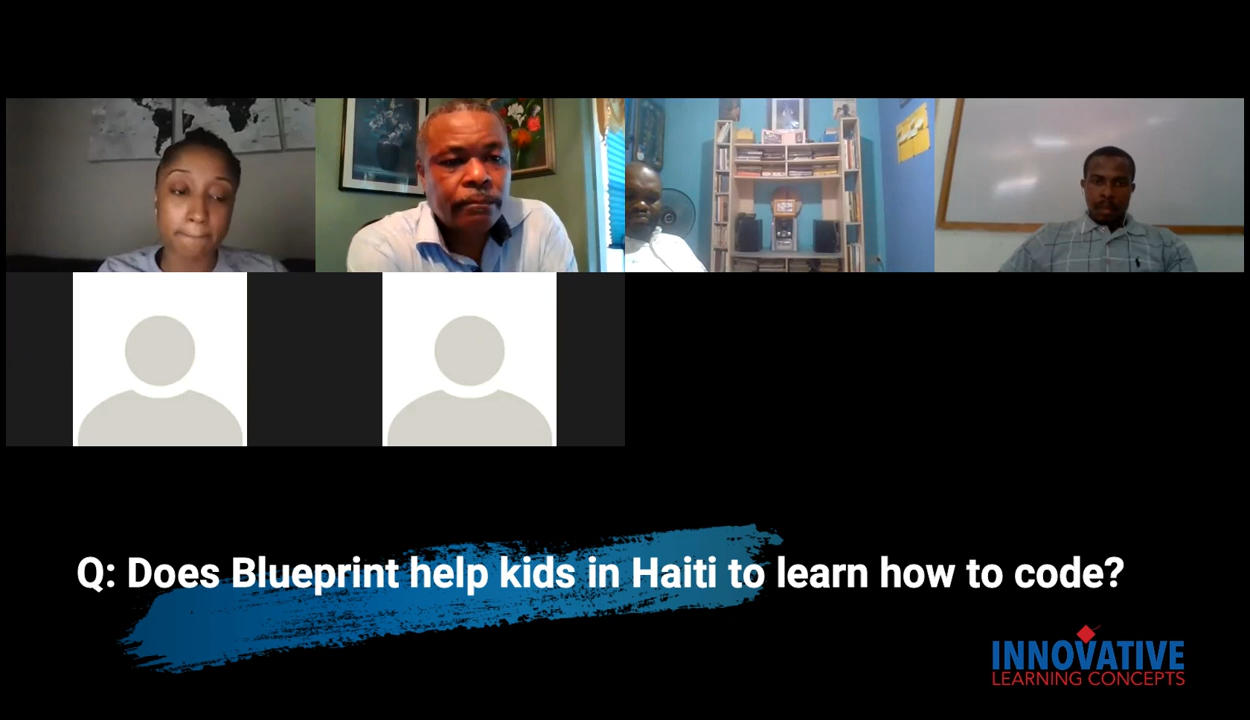 Q: Does Blueprint help kids in Haiti to learn how to code?
INNOVATIVE
LEARNING CONCEPTS